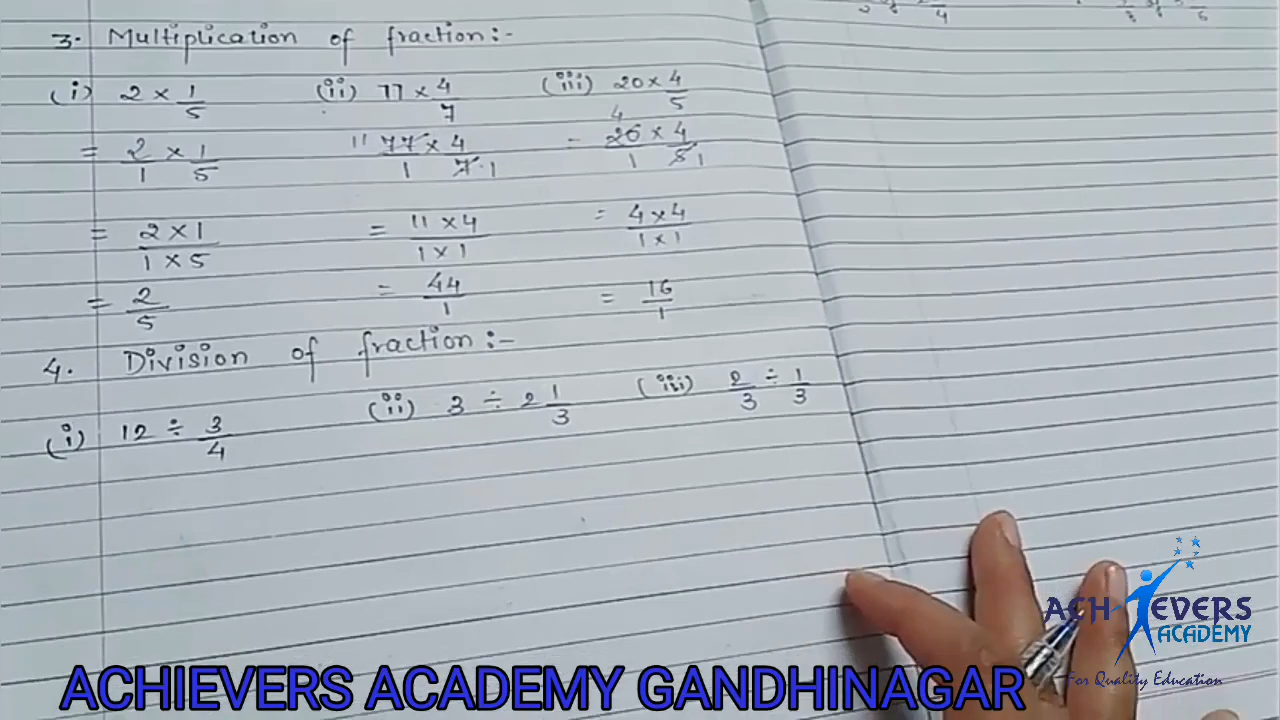 3. Multiplication of fraction:-
(i) 2 × 1/5 (ii) 77 × 4/7 (iii) 20 × 4/5
= 2/1 × 1/5 11 77/1 × 4/7 1 = 4 20/1 × 4/5 1
= 2 × 1 / 1 × 5 = 11 × 4 / 1 × 1 = 4 × 4 / 1 × 1
= 2/5 = 44/1 = 16/1
4. Division of fraction:-
(i) 12 ÷ 3/4 (ii) 3 ÷ 2 1/3 (iii) 2/3 ÷ 1/3
ACHIEVERS
ACADEMY
For Quality Education
ACHIEVERS ACADEMY GANDHINAGAR